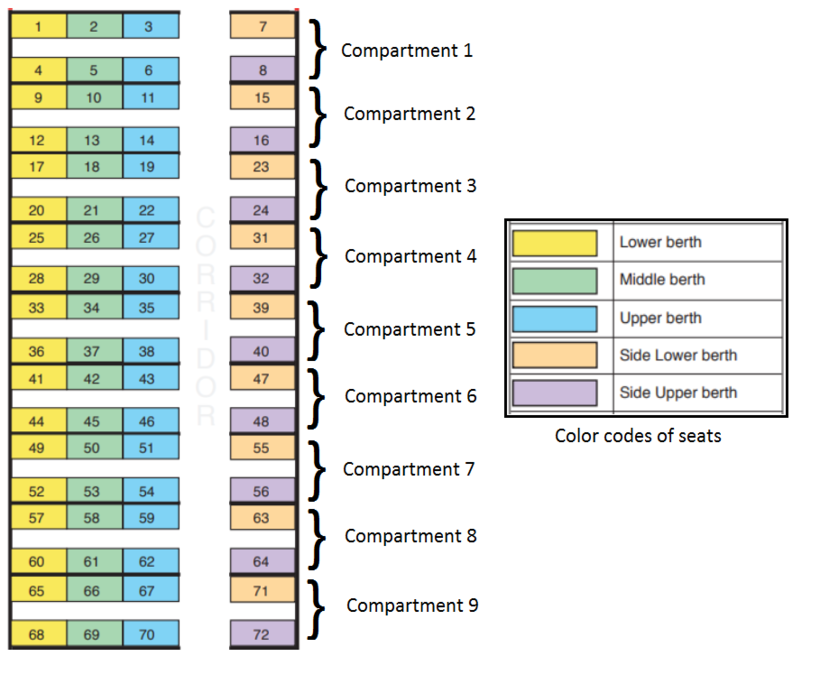 1 2 3 7
Compartment 1
4 5 6 8
9 10 11 15
Compartment 2
12 13 14 16
17 18 19 23
Compartment 3
20 21 22 24
25 26 27 31
Compartment 4
28 29 30 32
33 34 35 39
Compartment 5
36 37 38 40
41 42 43 47
Compartment 6
44 45 46 48
49 50 51 55
Compartment 7
52 53 54 56
57 58 59 63
Compartment 8
60 61 62 64
65 66 67 71
Compartment 9
68 69 70 72
CORRIDOR
Lower berth
Middle berth
Upper berth
Side Lower berth
Side Upper berth
Color codes of seats